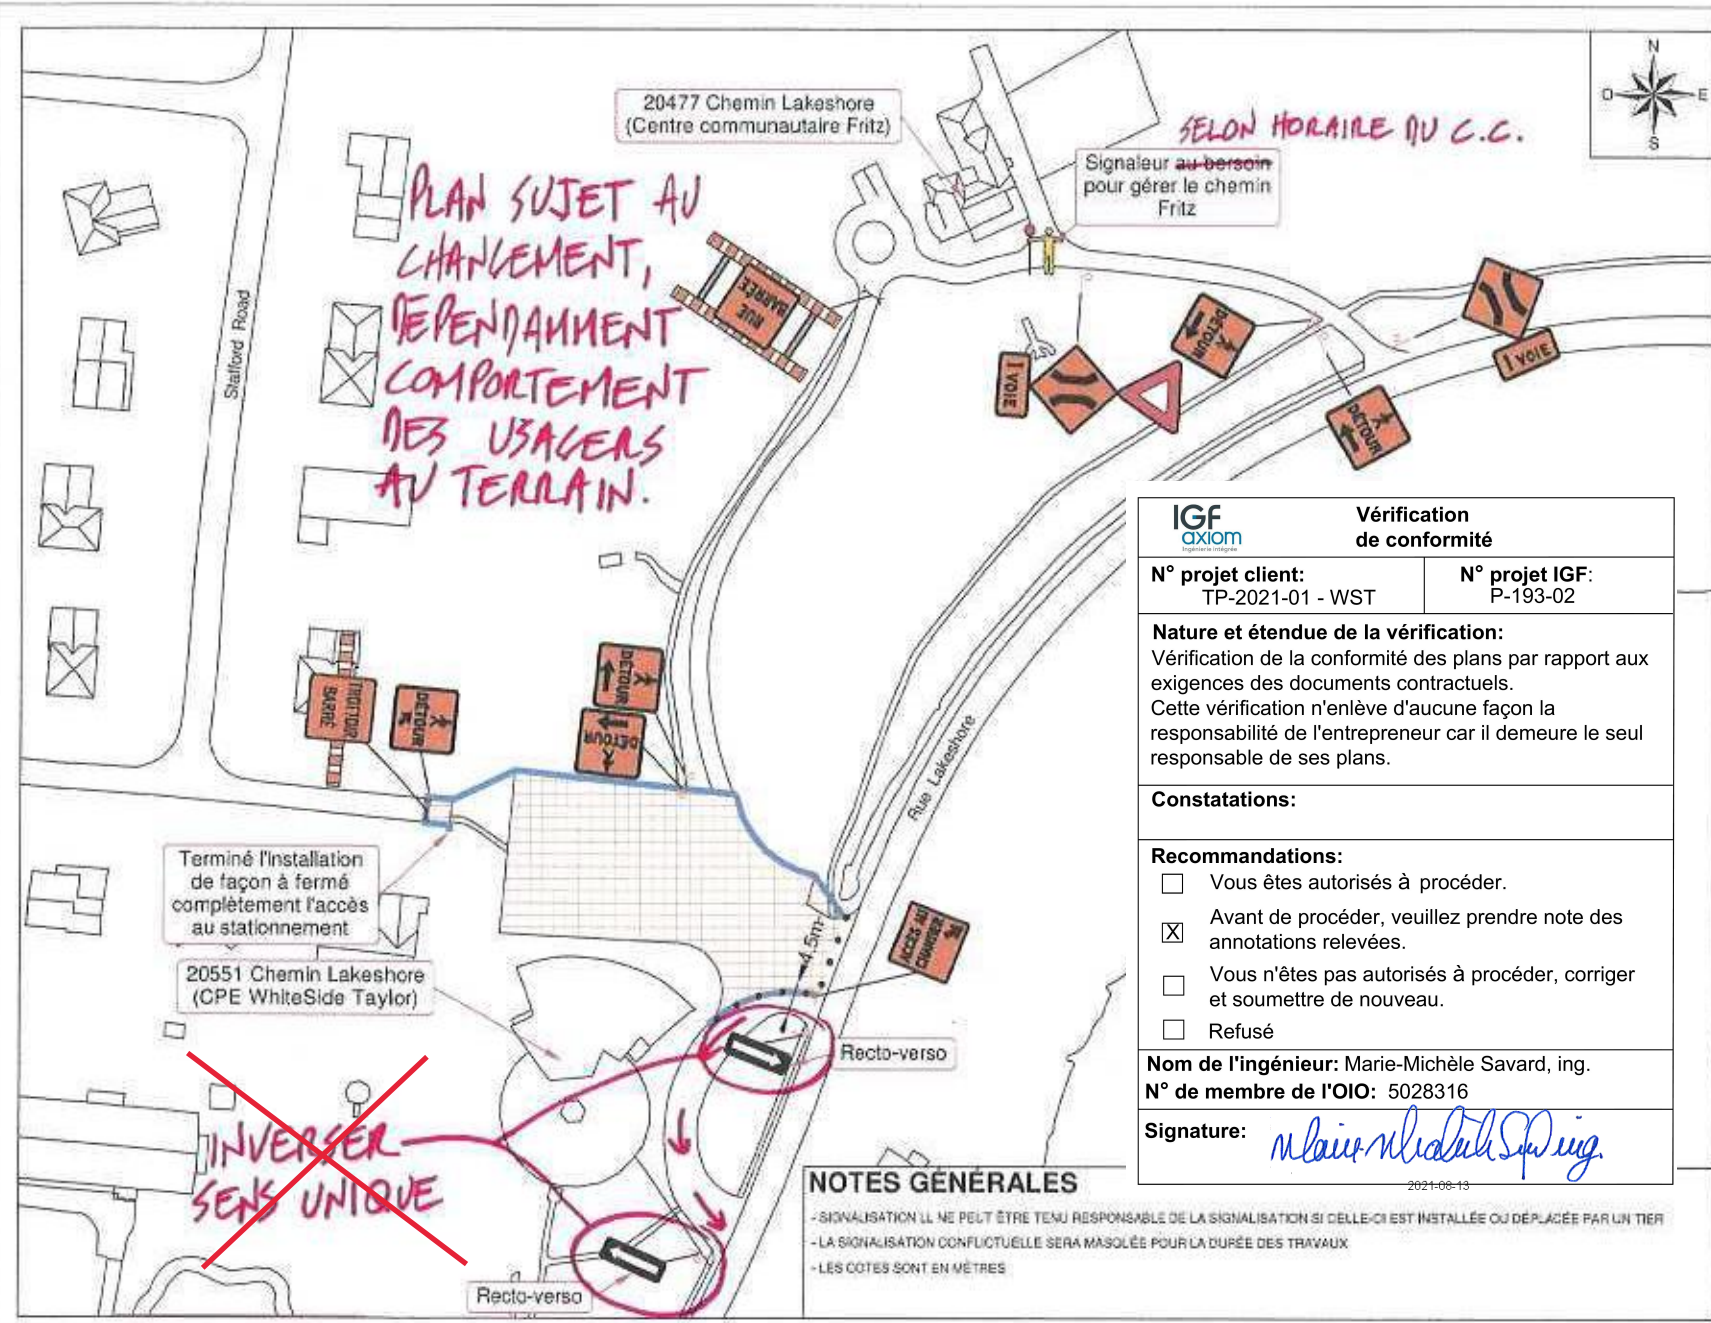 N
O
E
S
20477 Chemin Lakeshore
(Centre communautaire Fritz)
SELON HORAIRE DU C.C.
Signaleur au bersoin
pour gérer le chemin
Fritz
PLAN SUJET AU
CHANGEMENT,
DÉPENDAMMENT
COMPORTEMENT
DES USAGERS
AU TERRAIN.
RUE
BARRÉE
DÉTOUR
1 VOIE
1 VOIE
DÉTOUR
Stafford Road
DÉTOUR
DÉTOUR
TROTTOIR
BARRÉ
DÉTOUR
Rue Lakeshore
Terminé l'installation
de façon à fermé
complètement l'accès
au stationnement
20551 Chemin Lakeshore
(CPE WhiteSide Taylor)
4.5m
ACCÈS DU
CHANTIER
Recto-verso
INVERSER
SENS UNIQUE
Recto-verso
IGF
axiom
Ingénierie intégrée
Vérification
de conformité
N° projet client:
TP-2021-01 - WST
N° projet IGF:
P-193-02
Nature et étendue de la vérification:
Vérification de la conformité des plans par rapport aux
exigences des documents contractuels.
Cette vérification n'enlève d'aucune façon la
responsabilité de l'entrepreneur car il demeure le seul
responsable de ses plans.
Constatations:
Recommandations:
Vous êtes autorisés à procéder.
X Avant de procéder, veuillez prendre note des
annotations relevées.
Vous n'êtes pas autorisés à procéder, corriger
et soumettre de nouveau.
Refusé
Nom de l'ingénieur: Marie-Michèle Savard, ing.
N° de membre de l'OIQ: 5028316
Signature:
2021-08-13
NOTES GÉNÉRALES
- SIGNALISATION LL NE PEUT ÊTRE TENU RESPONSABLE DE LA SIGNALISATION SI CELLE-CI EST INSTALLÉE OU DÉPLACÉE PAR UN TIER
- LA SIGNALISATION CONFLICTUELLE SERA MASQUÉE POUR LA DURÉE DES TRAVAUX
- LES COTES SONT EN MÈTRES